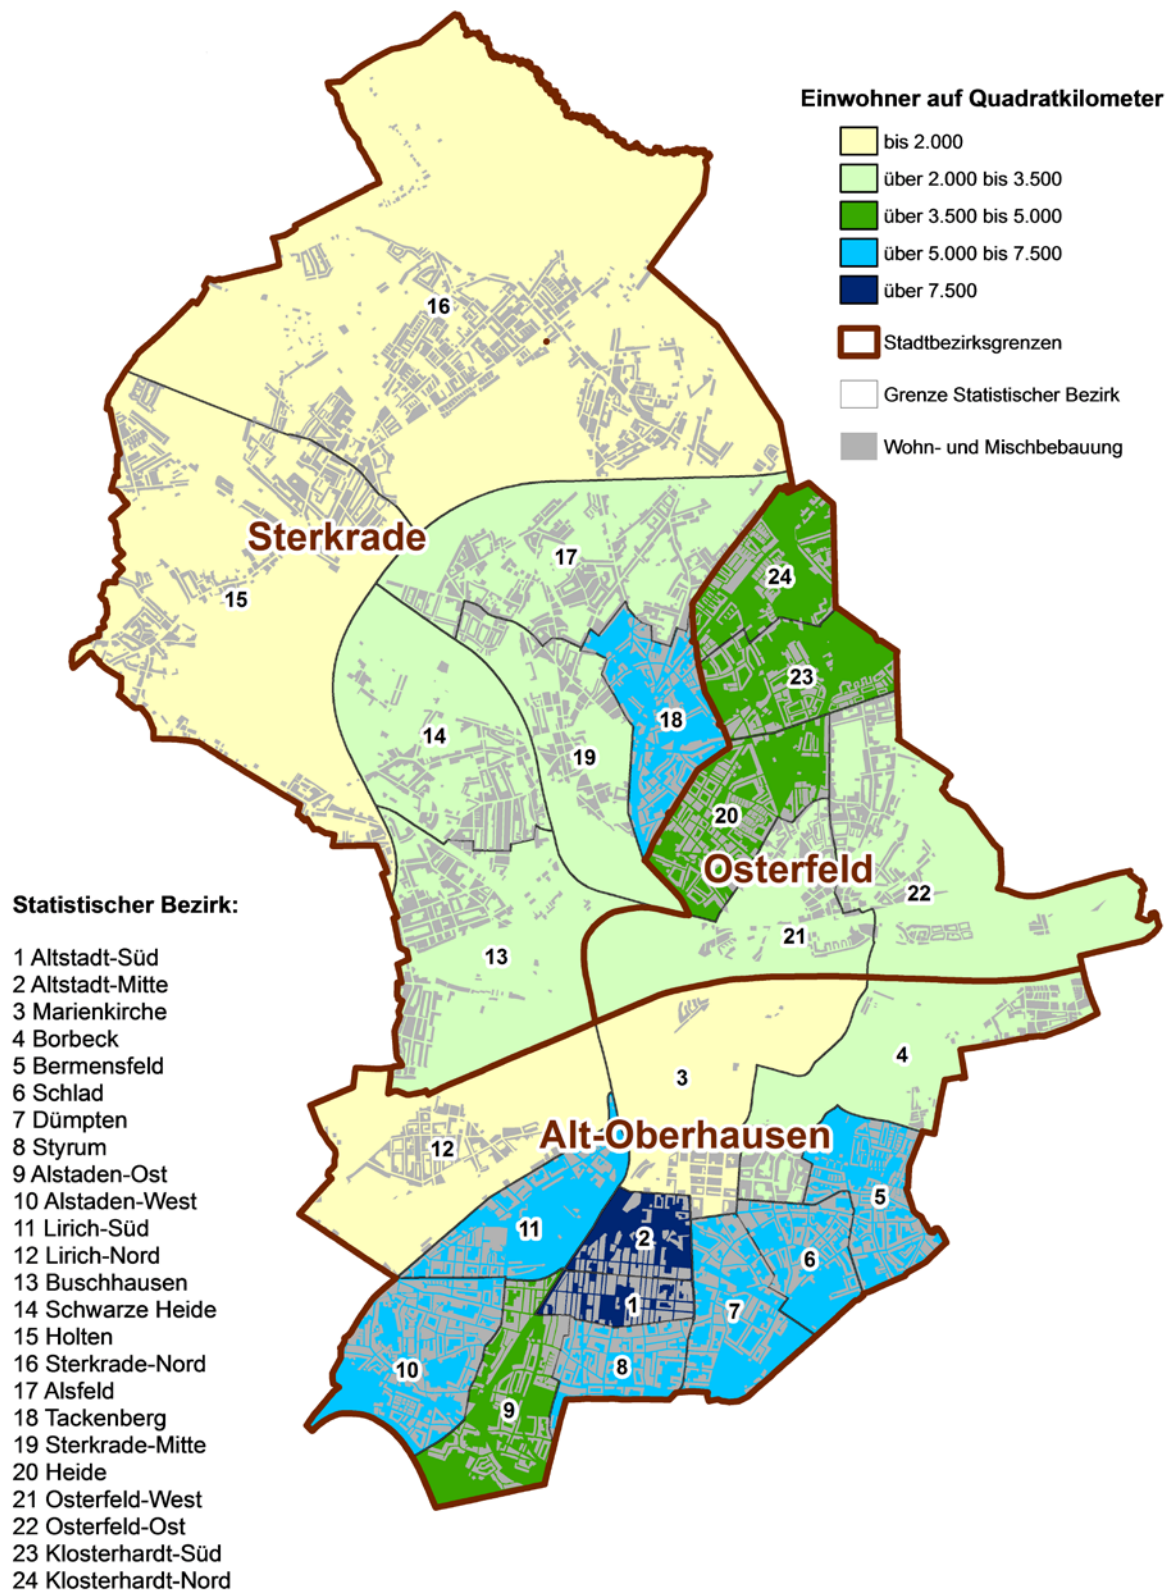 Einwohner auf Quadratkilometer
bis 2.000
über 2.000 bis 3.500
über 3.500 bis 5.000
über 5.000 bis 7.500
über 7.500
Stadtbezirksgrenzen
Grenze Statistischer Bezirk
Wohn- und Mischbebauung
16
Sterkrade
17
24
15
23
18
14
19
20
Osterfeld
22
21
13
4
3
Alt-Oberhausen
12
5
11
2
6
1
7
8
10
9
Statistischer Bezirk:
1 Altstadt-Süd
2 Altstadt-Mitte
3 Marienkirche
4 Borbeck
5 Bermensfeld
6 Schlad
7 Dümpten
8 Styrum
9 Alstaden-Ost
10 Alstaden-West
11 Lirich-Süd
12 Lirich-Nord
13 Buschhausen
14 Schwarze Heide
15 Holten
16 Sterkrade-Nord
17 Alsfeld
18 Tackenberg
19 Sterkrade-Mitte
20 Heide
21 Osterfeld-West
22 Osterfeld-Ost
23 Klosterhardt-Süd
24 Klosterhardt-Nord